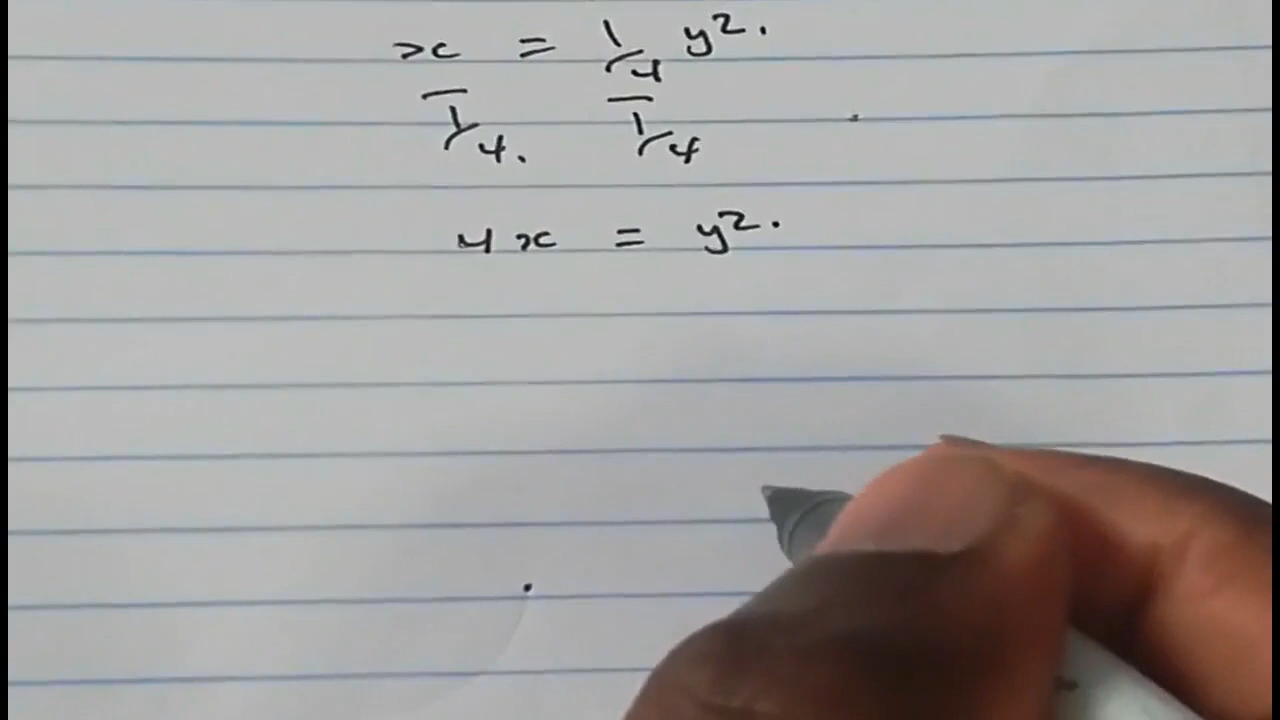 x = 1/4 y².
1/4. 1/4
4x = y².